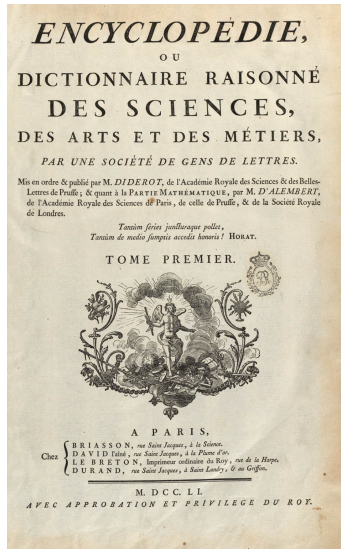 ENCYCLOPÉDIE,
OU
DICTIONNAIRE RAISONNÉ
DES SCIENCES,
DES ARTS ET DES MÉTIERS,
PAR UNE SOCIÉTÉ DE GENS DE LETTRES.
Mis en ordre & publié par M. DIDEROT, de l'Académie Royale des Sciences & des Belles-
Lettres de Prusse ; & quant à la PARTIE MATHÉMATIQUE, par M. D'ALEMBERT,
de l'Académie Royale des Sciences de Paris, de celle de Prusse, & de la Société Royale
de Londres.
Tantùm series juncturaque pollet,
Tantùm de medio sumptis accedit honoris ! HORAT.
TOME PREMIER.
A PARIS,
Chez
BRIASSON, rue Saint Jacques, à la Science.
DAVID l'aîné, rue Saint Jacques, à la Plume d'or.
LE BRETON, Imprimeur ordinaire du Roy, rue de la Harpe.
DURAND, rue Saint Jacques, à Saint Landry, & au Griffon.
M. DCC. LI.
AVEC APPROBATION ET PRIVILEGE DU ROY.